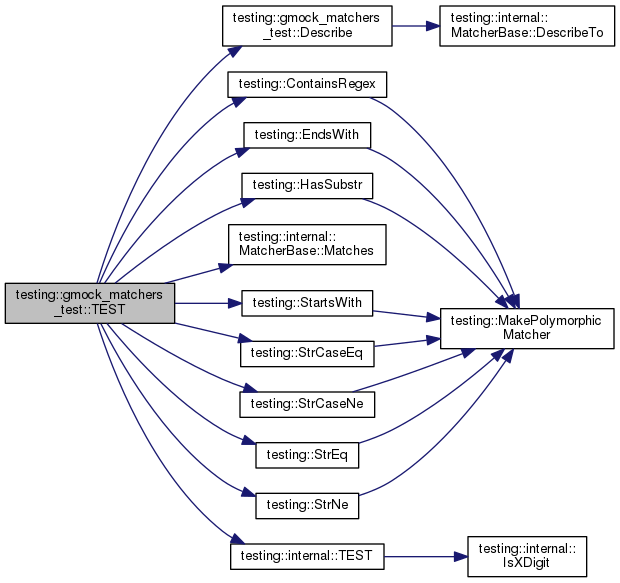 testing::gmock_matchers
_test::Describe
testing::internal::
MatcherBase::DescribeTo
testing::ContainsRegex
testing::EndsWith
testing::HasSubstr
testing::internal::
MatcherBase::Matches
testing::gmock_matchers
_test::TEST
testing::StartsWith
testing::MakePolymorphic
Matcher
testing::StrCaseEq
testing::StrCaseNe
testing::StrEq
testing::StrNe
testing::internal::TEST
testing::internal::
IsXDigit